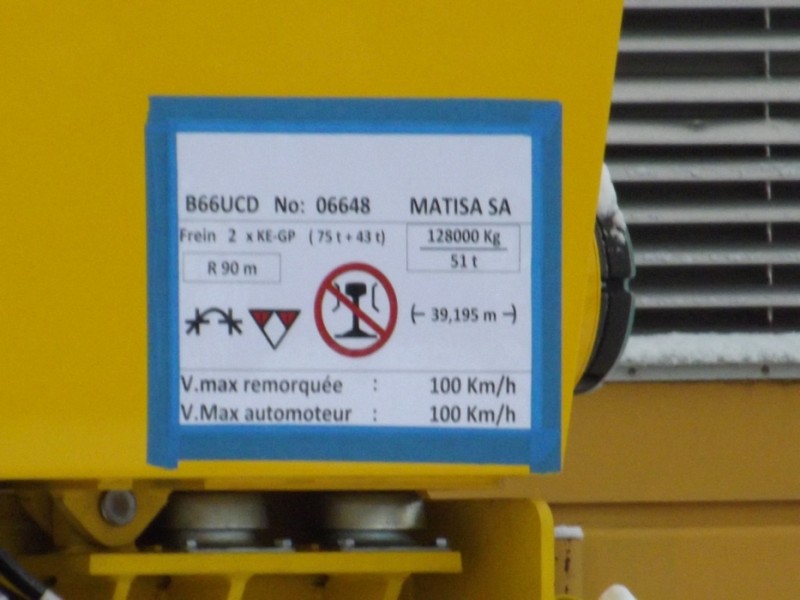 B66UCD No: 06648 MATISA SA
Frein 2 x KE-GP ( 75 t + 43 t) 128000 Kg
51 t
R 90 m
39,195 m
V.max remorquée : 100 Km/h
V.Max automoteur : 100 Km/h